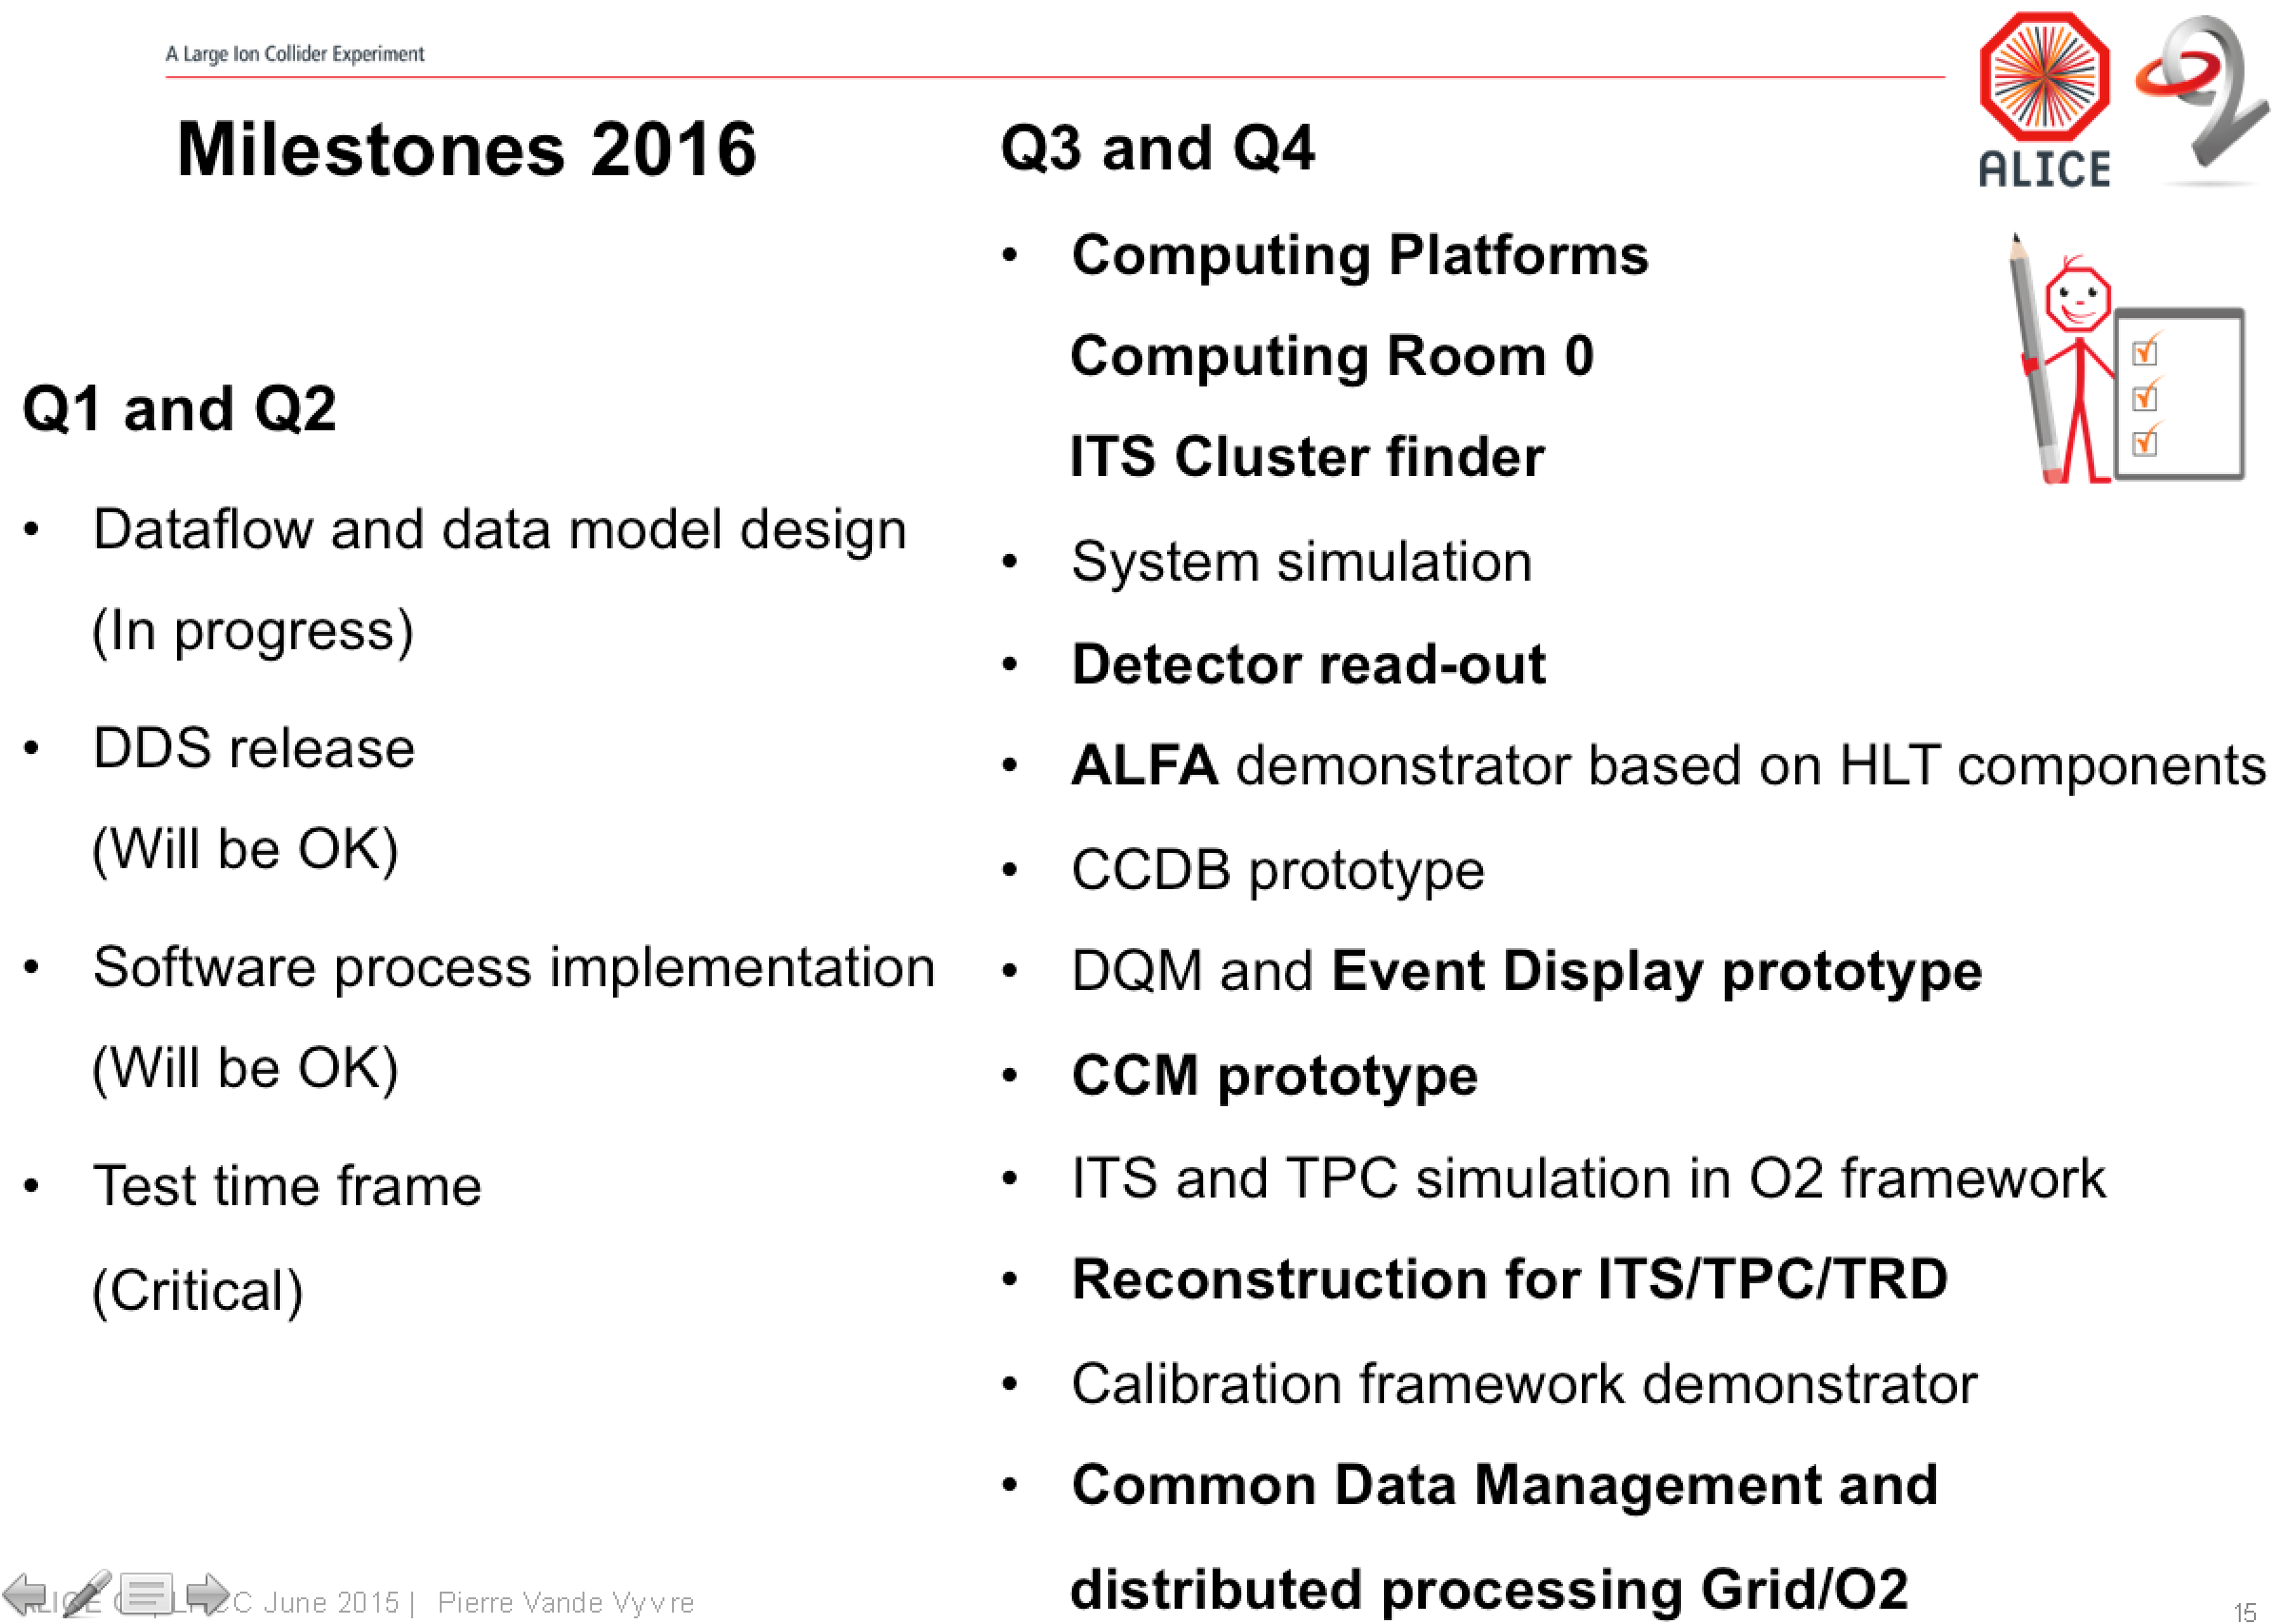 A Large Ion Collider Experiment
ALICE
Milestones 2016
Q1 and Q2
• Dataflow and data model design
(In progress)
• DDS release
(Will be OK)
• Software process implementation
(Will be OK)
• Test time frame
(Critical)
Q3 and Q4
• Computing Platforms
Computing Room 0
ITS Cluster finder
• System simulation
• Detector read-out
• ALFA demonstrator based on HLT components
• CCDB prototype
• DQM and Event Display prototype
• CCM prototype
• ITS and TPC simulation in O2 framework
• Reconstruction for ITS/TPC/TRD
• Calibration framework demonstrator
• Common Data Management and
distributed processing Grid/O2
June 2015 | Pierre Vande Vyvre
15